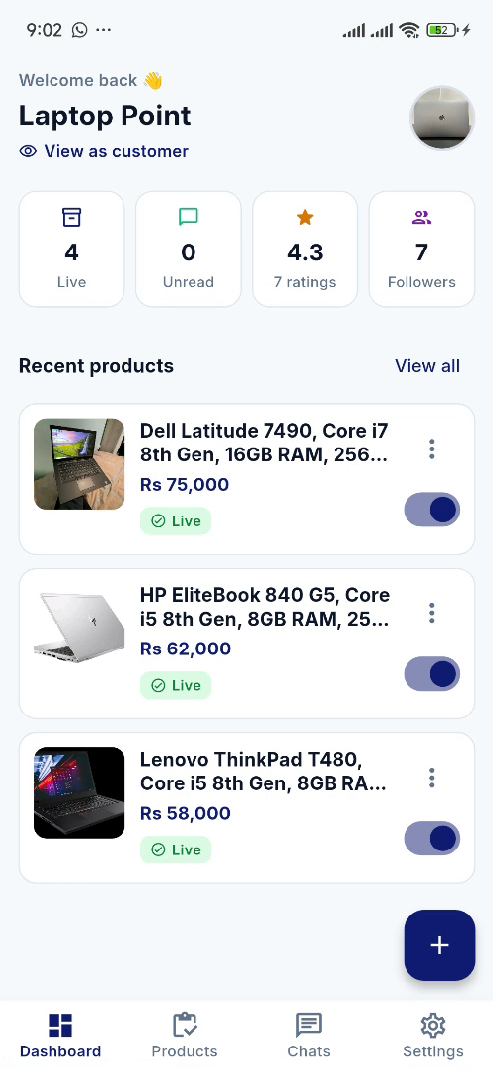 9:02
52
Welcome back 👋
Laptop Point
View as customer
4
Live
0
Unread
4.3
7 ratings
7
Followers
Recent products
View all
Dell Latitude 7490, Core i7
8th Gen, 16GB RAM, 256...
Rs 75,000
Live
HP EliteBook 840 G5, Core
i5 8th Gen, 8GB RAM, 25...
Rs 62,000
Live
Lenovo ThinkPad T480,
Core i5 8th Gen, 8GB RA...
Rs 58,000
Live
+
Dashboard
Products
Chats
Settings